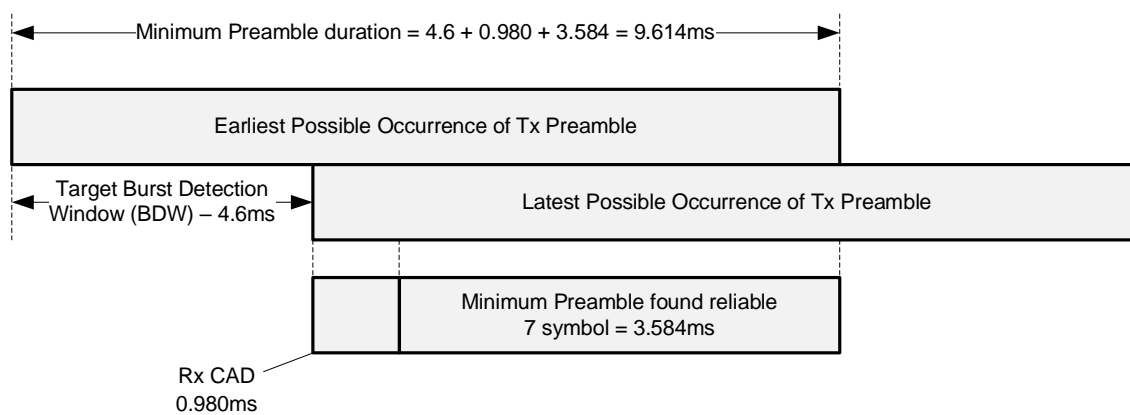 Minimum Preamble duration = 4.6 + 0.980 + 3.584 = 9.614ms
Earliest Possible Occurrence of Tx Preamble
Target Burst Detection
Window (BDW) – 4.6ms
Latest Possible Occurrence of Tx Preamble
Minimum Preamble found reliable
7 symbol = 3.584ms
Rx CAD
0.980ms